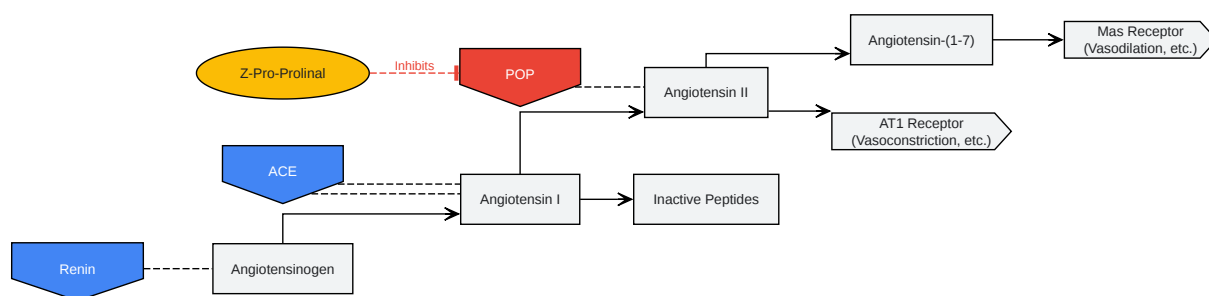 Z-Pro-Prolinal
Inhibits
POP
Angiotensin II
Angiotensin-(1-7)
Mas Receptor
(Vasodilation, etc.)
AT1 Receptor
(Vasoconstriction, etc.)
ACE
Angiotensin I
Inactive Peptides
Renin
Angiotensinogen